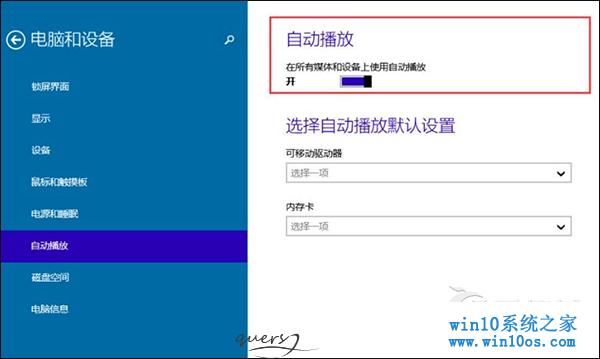 电脑和设备
锁屏界面
显示
设备
鼠标和触摸板
电源和睡眠
自动播放
磁盘空间
电脑信息
自动播放
在所有媒体和设备上使用自动播放
开
选择自动播放默认设置
可移动驱动器
选择一项
内存卡
选择一项
quers
win10系统之家
www.win10os.com